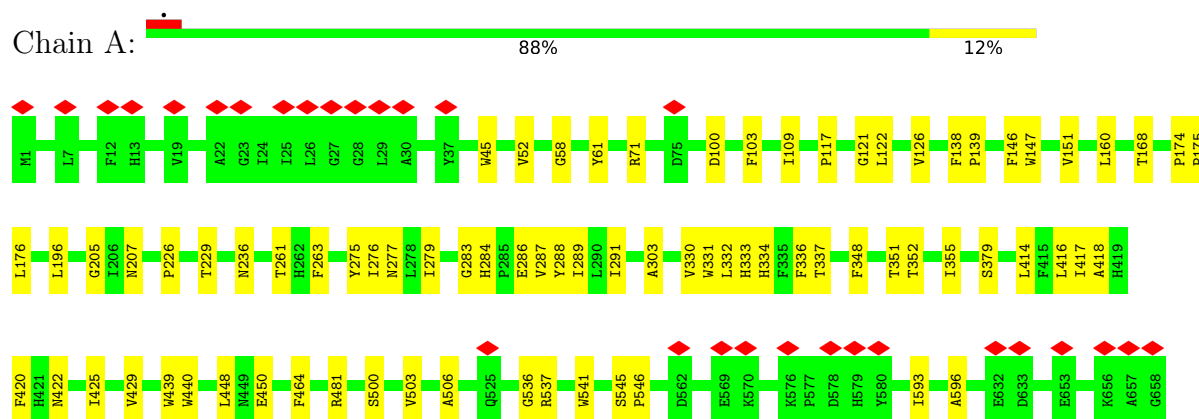 Chain A:
•
88% 12%
M1 L7 F12 H13 V19 A22 G23 I24 I25 L26 G27 G28 L29 A30 Y37 W45 V52 G58 Y61 R71 D75 D100 F103 I109 P117 G121 L122 V126 F138 P139 F146 W147 V151 L160 T168 P174 P175
L176 L196 G205 I206 N207 P226 T229 N236 T261 H262 F263 Y275 I276 N277 L278 I279 G283 H284 P285 E286 V287 Y288 I289 L290 I291 A303 V330 W331 L332 H333 H334 F335 F336 T337 F348 T351 T352 I355 S379 L414 F415 L416 I417 A418 H419
F420 H421 N422 I425 V429 W439 W440 L448 N449 E450 F464 R481 S500 V503 A506 Q525 G536 R537 W541 S545 P546 D562 E569 K570 K576 P577 D578 H579 Y580 I593 A596 E632 D633 E653 K656 A657 G658